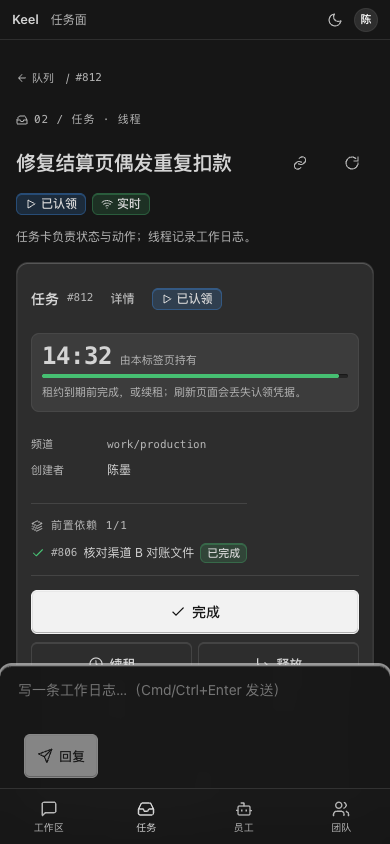 Keel 任务面 陈
← 队列 / #812
02 / 任务 · 线程
修复结算页偶发重复扣款
已认领 实时
任务卡负责状态与动作；线程记录工作日志。
任务 #812 详情 已认领
14:32 由本标签页持有
租约到期前完成，或续租；刷新页面会丢失认领凭据。
频道 work/production
创建者 陈墨
前置依赖 1/1
#806 核对渠道 B 对账文件 已完成
完成
续租 释放
写一条工作日志…（Cmd/Ctrl+Enter 发送）
回复
工作区 任务 员工 团队